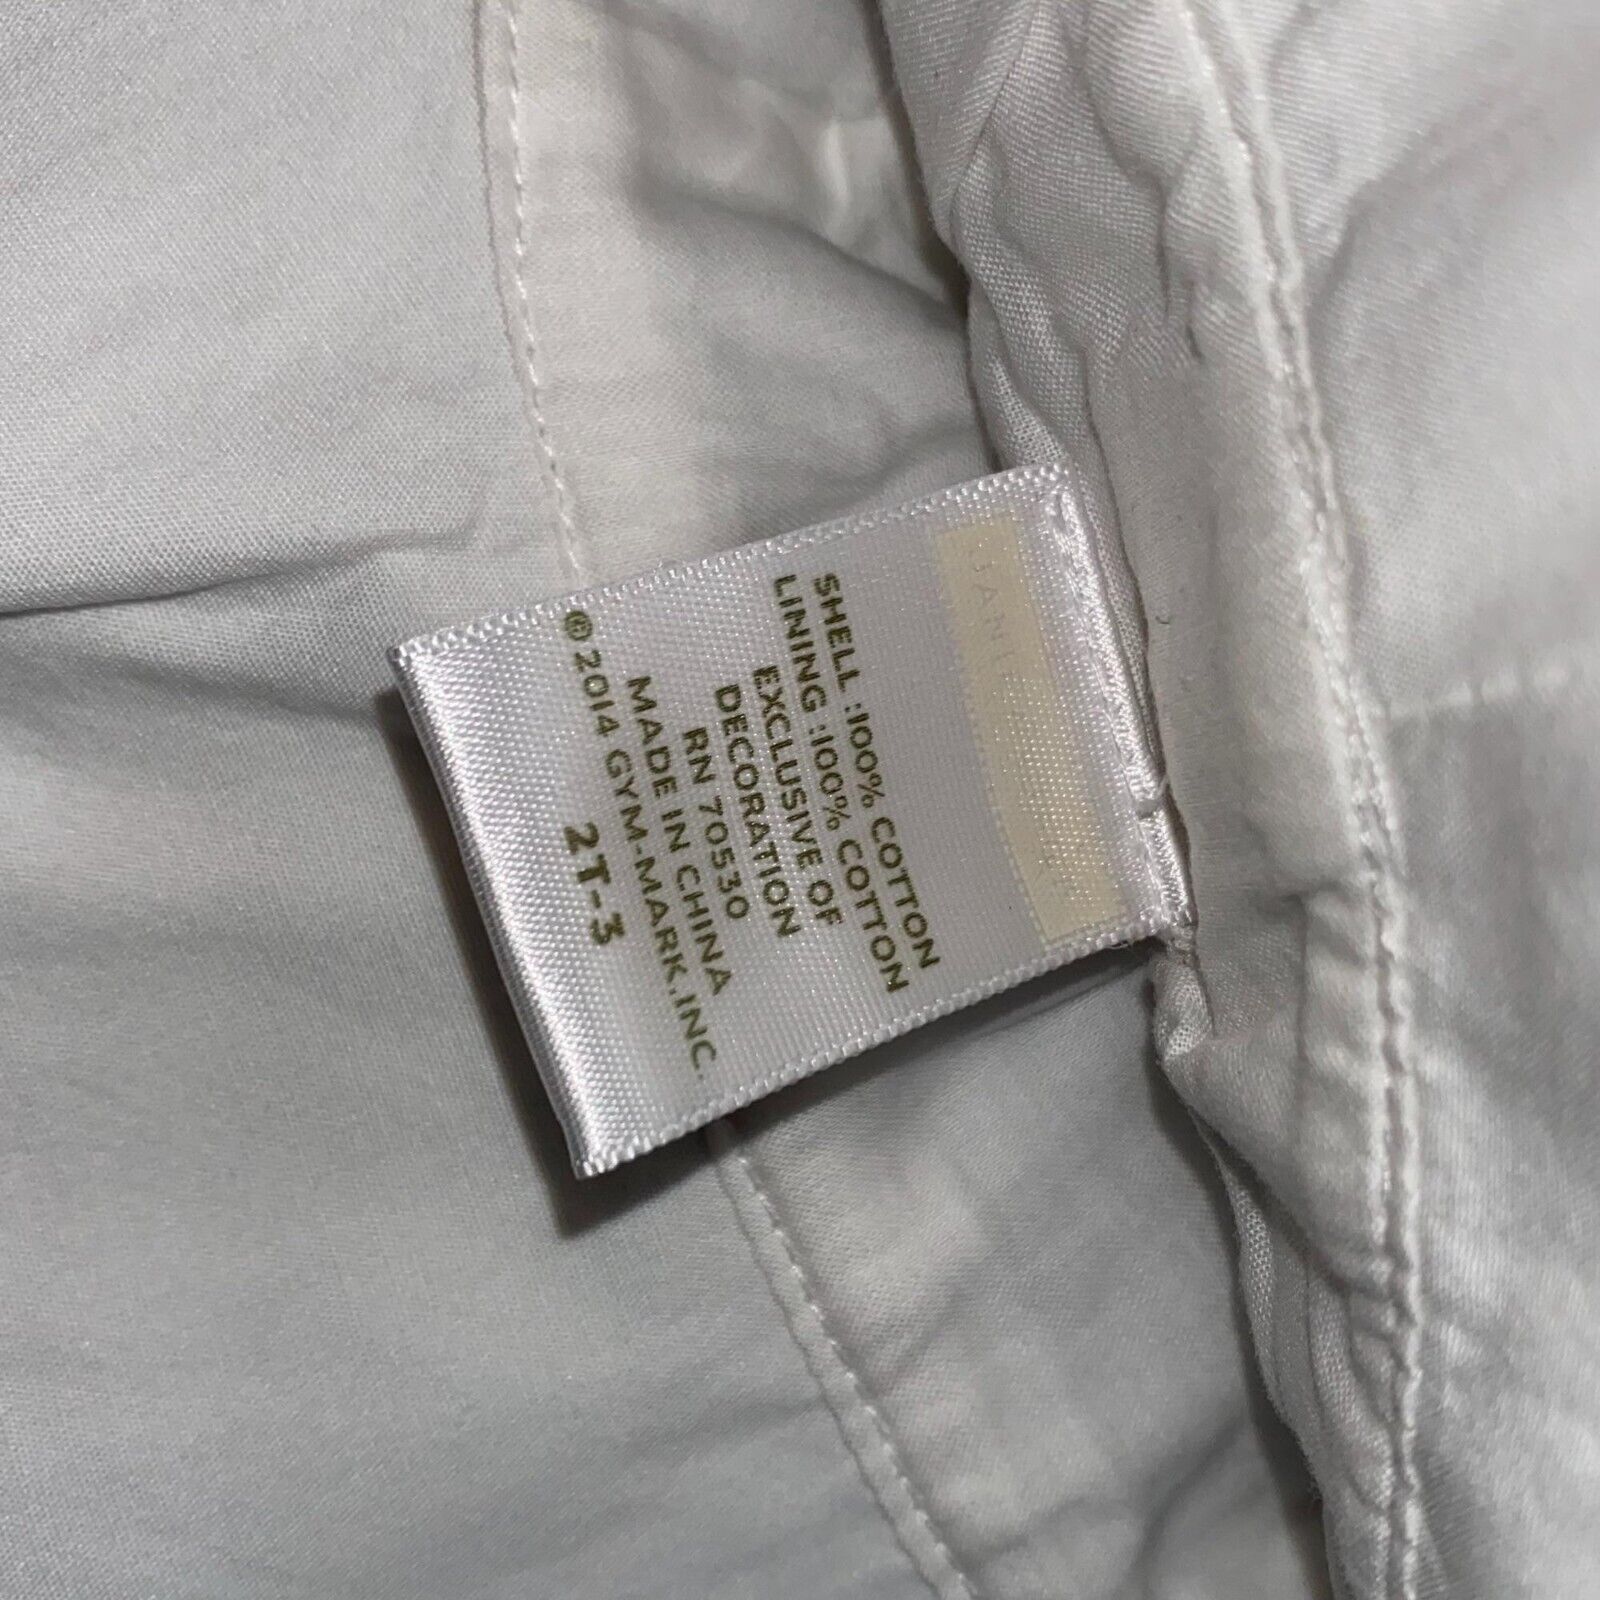 SHELL :100% COTTON
LINING :100% COTTON
EXCLUSIVE OF
DECORATION
RN 70530
MADE IN CHINA
© 2014 GYM-MARK,INC.
2T-3